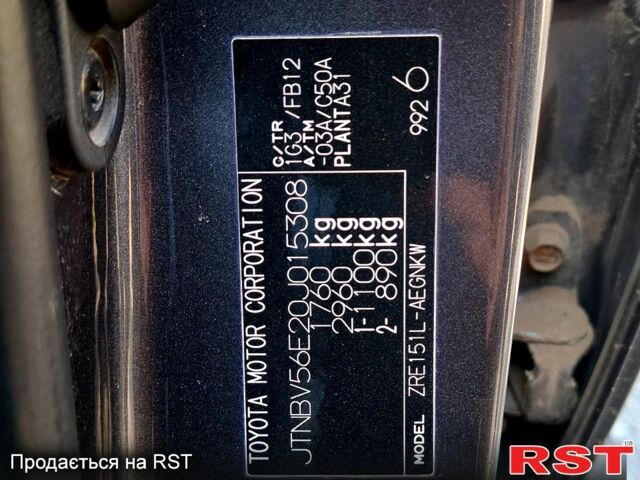 TOYOTA MOTOR CORPORATION
JTNBV56E20J015308
1760 kg
2960 kg
1-1100kg
2- 890kg
MODEL ZRE151L-AEGNKW
C/TR
1G3 /FB12
A/TM
-03A/C50A
PLANTA31
992 6
Продається на RST
RST